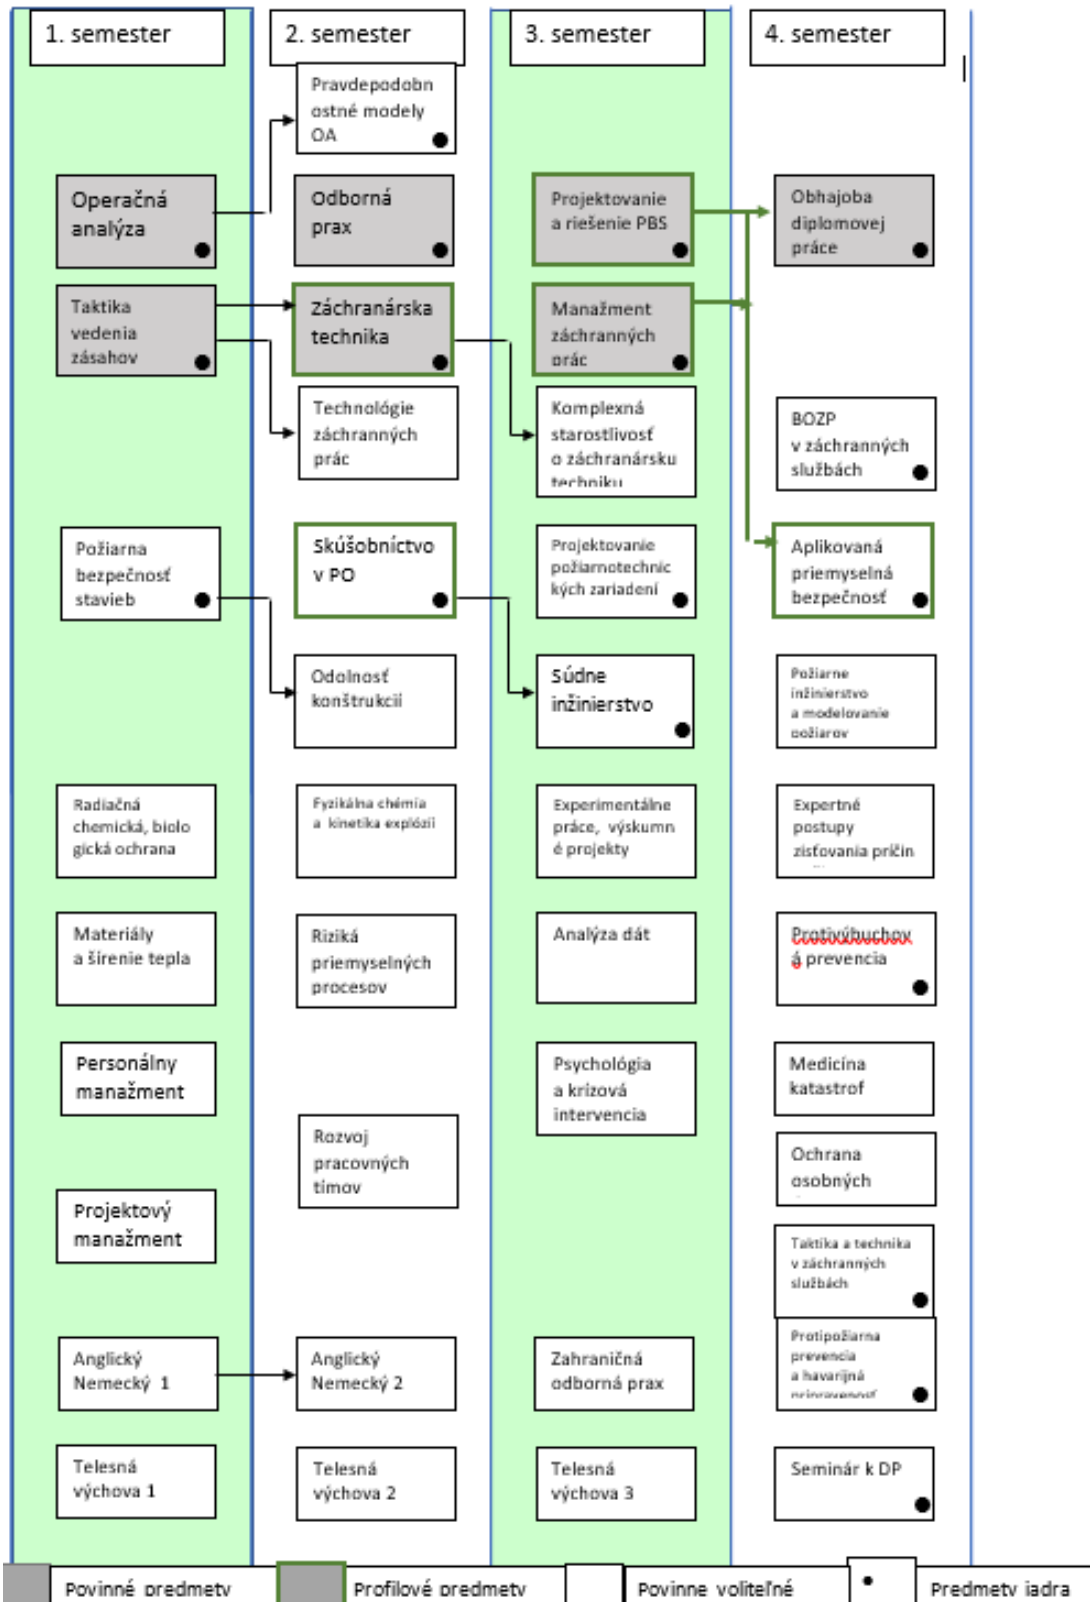 1. semester
2. semester
3. semester
4. semester
Pravdepodobn
ostné modely
OA
Operačná
analýza
Odborná
prax
Projektovanie
a riešenie PBS
Obhajoba
diplomovej
práce
Taktika
vedenia
zásahov
Záchranárska
technika
Manažment
záchranných
prác
Technológie
záchranných
prác
Komplexná
starostlivosť
o záchranársku
techniku
BOZP
v záchranných
službách
Požiarna
bezpečnosť
stavieb
Skúšobníctvo
v PO
Projektovanie
požiarnotechnic
kých zariadení
Aplikovaná
priemyselná
bezpečnosť
Odolnosť
konštrukcií
Súdne
inžinierstvo
Požiarne
inžinierstvo
a modelovanie
požiarov
Radiačná
chemická, biolo
gická ochrana
Fyzikálna chémia
a kinetika explózií
Experimentálne
práce, výskumn
é projekty
Expertné
postupy
zisťovania príčin
Materiály
a šírenie tepla
Riziká
priemyselných
procesov
Analýza dát
Protivýbuchov
á prevencia
Personálny
manažment
Psychológia
a krízová
intervencia
Medicína
katastrof
Rozvoj
pracovných
tímov
Ochrana
osobných
Projektový
manažment
Taktika a technika
v záchranných
službách
Anglický
Nemecký 1
Anglický
Nemecký 2
Zahraničná
odborná prax
Protipožiarna
prevencia
a havarijná
pripravenosť
Telesná
výchova 1
Telesná
výchova 2
Telesná
výchova 3
Seminár k DP
Povinné predmety
Profilové predmety
Povinne voliteľné
Predmety jadra